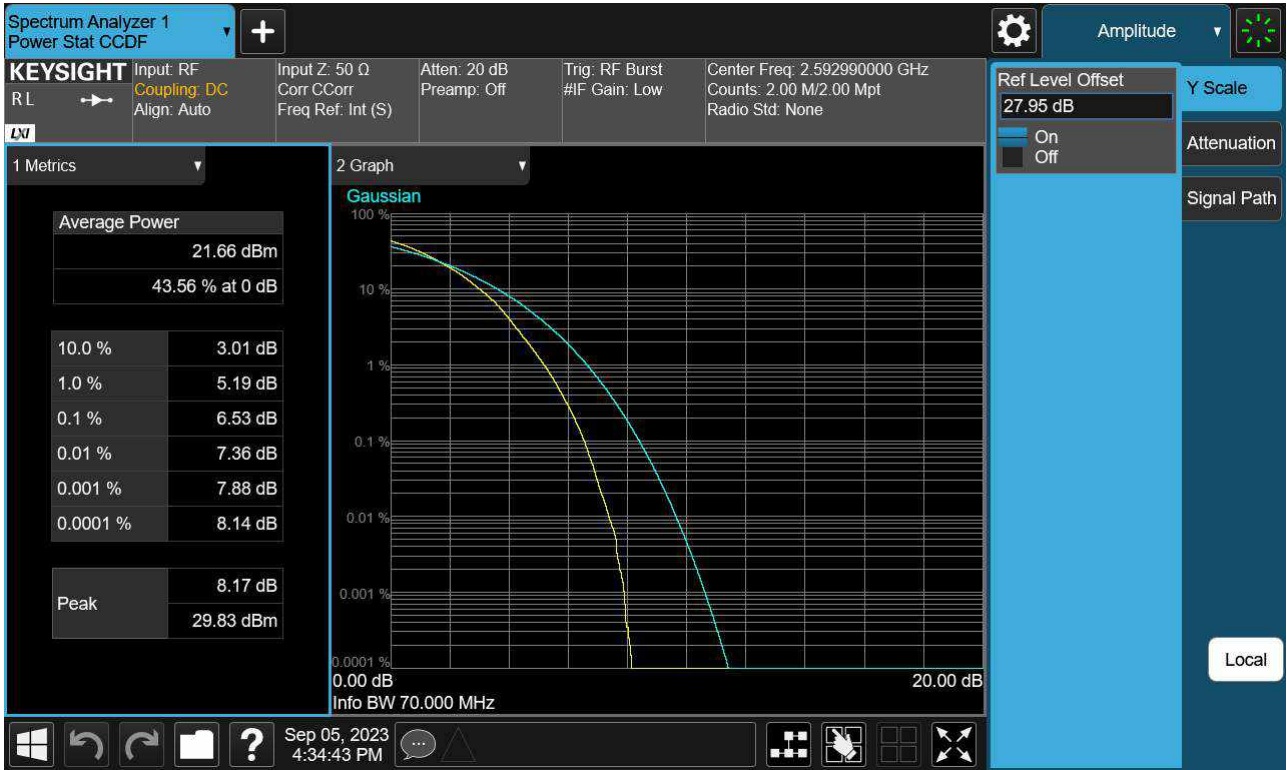 Spectrum Analyzer 1
Power Stat CCDF
Amplitude
KEYSIGHT
R L
LXI
Input: RF
Coupling: DC
Align: Auto
Input Z: 50 Ω
Corr CCorr
Freq Ref: Int (S)
Atten: 20 dB
Preamp: Off
Trig: RF Burst
#IF Gain: Low
Center Freq: 2.592990000 GHz
Counts: 2.00 M/2.00 Mpt
Radio Std: None
Ref Level Offset
27.95 dB
On
Off
Y Scale
Attenuation
Signal Path
Local
1 Metrics
Average Power
21.66 dBm
43.56 % at 0 dB
10.0 % 3.01 dB
1.0 % 5.19 dB
0.1 % 6.53 dB
0.01 % 7.36 dB
0.001 % 7.88 dB
0.0001 % 8.14 dB
Peak
8.17 dB
29.83 dBm
2 Graph
Gaussian
100 %
10 %
1 %
0.1 %
0.01 %
0.001 %
0.0001 %
0.00 dB 20.00 dB
Info BW 70.000 MHz
?
Sep 05, 2023
4:34:43 PM